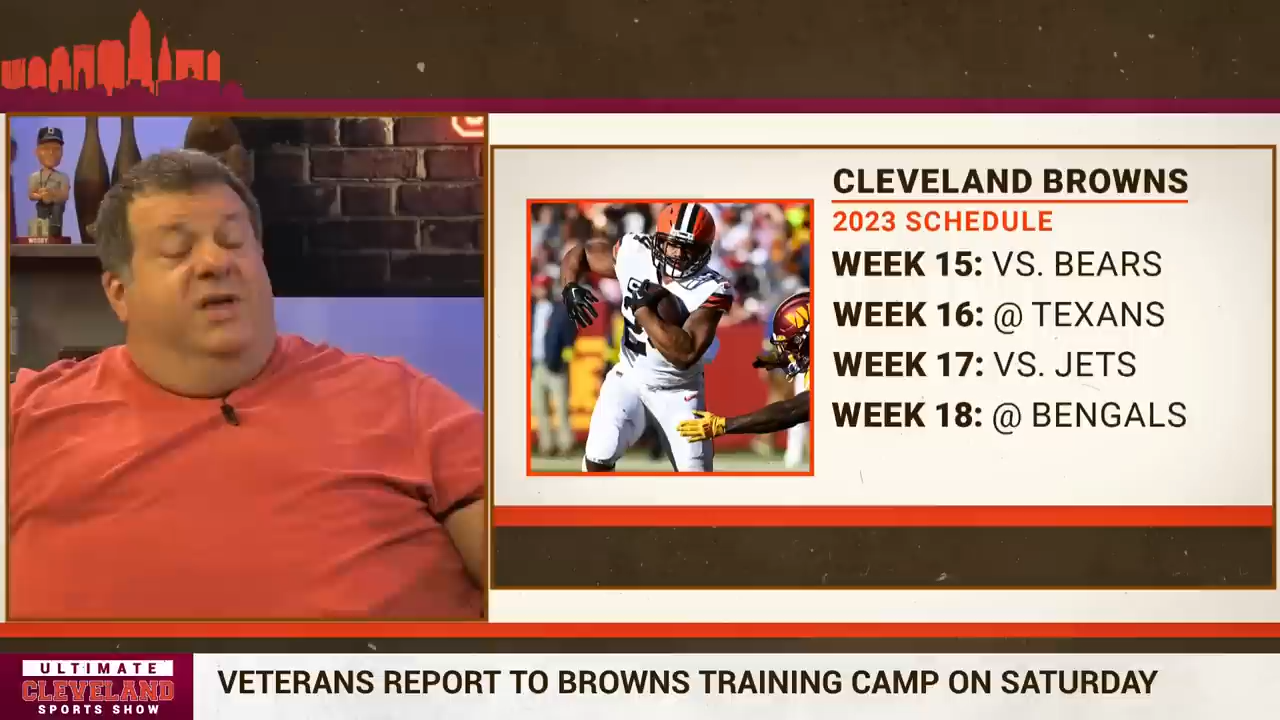 CLEVELAND BROWNS
2023 SCHEDULE
WEEK 15: VS. BEARS
WEEK 16: @ TEXANS
WEEK 17: VS. JETS
WEEK 18: @ BENGALS
ULTIMATE
CLEVELAND
SPORTS SHOW
VETERANS REPORT TO BROWNS TRAINING CAMP ON SATURDAY